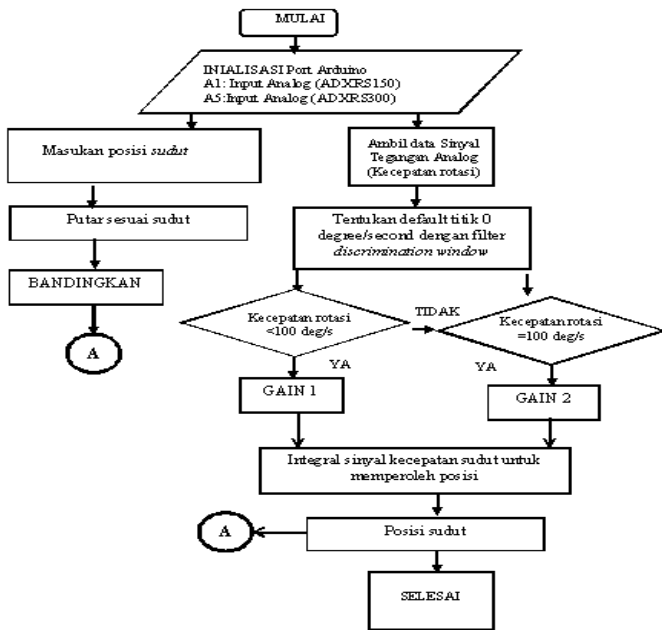 MULAI
INIALISASI Port Arduino
A1: Input Analog (ADXRS150)
A5:Input Analog (ADXRS300)
Masukan posisi sudut
Putar sesuai sudut
BANDINGKAN
A
Ambil data Sinyal
Tegangan Analog
(Kecepatan rotasi)
Tentukan default titik 0
degree/second dengan filter
discrimination window
Kecepatan rotasi
<100 deg/s
TIDAK
Kecepatan rotasi
=100 deg/s
YA
YA
GAIN 1
GAIN 2
Integral sinyal kecepatan sudut untuk
memperoleh posisi
A
Posisi sudut
SELESAI